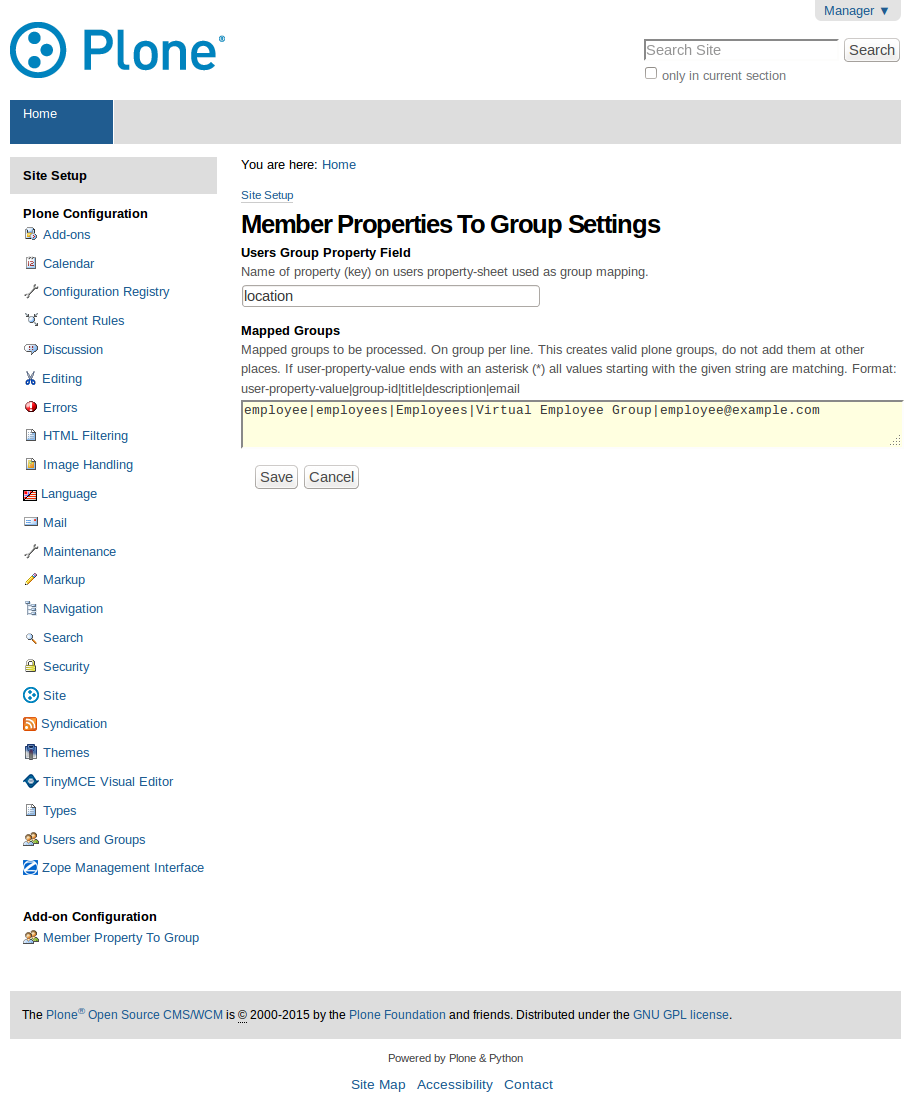 Manager ▼
Plone®
Search Site
Search
only in current section
Home
Site Setup
Plone Configuration
Add-ons
Calendar
Configuration Registry
Content Rules
Discussion
Editing
Errors
HTML Filtering
Image Handling
Language
Mail
Maintenance
Markup
Navigation
Search
Security
Site
Syndication
Themes
TinyMCE Visual Editor
Types
Users and Groups
Zope Management Interface
Add-on Configuration
Member Property To Group
You are here: Home
Site Setup
Member Properties To Group Settings
Users Group Property Field
Name of property (key) on users property-sheet used as group mapping.
location
Mapped Groups
Mapped groups to be processed. On group per line. This creates valid plone groups, do not add them at other
places. If user-property-value ends with an asterisk (*) all values starting with the given string are matching. Format:
user-property-value|group-id|title|description|email
employee|employees|Employees|Virtual Employee Group|employee@example.com
Save Cancel
The Plone® Open Source CMS/WCM is © 2000-2015 by the Plone Foundation and friends. Distributed under the GNU GPL license.
Powered by Plone & Python
Site Map Accessibility Contact